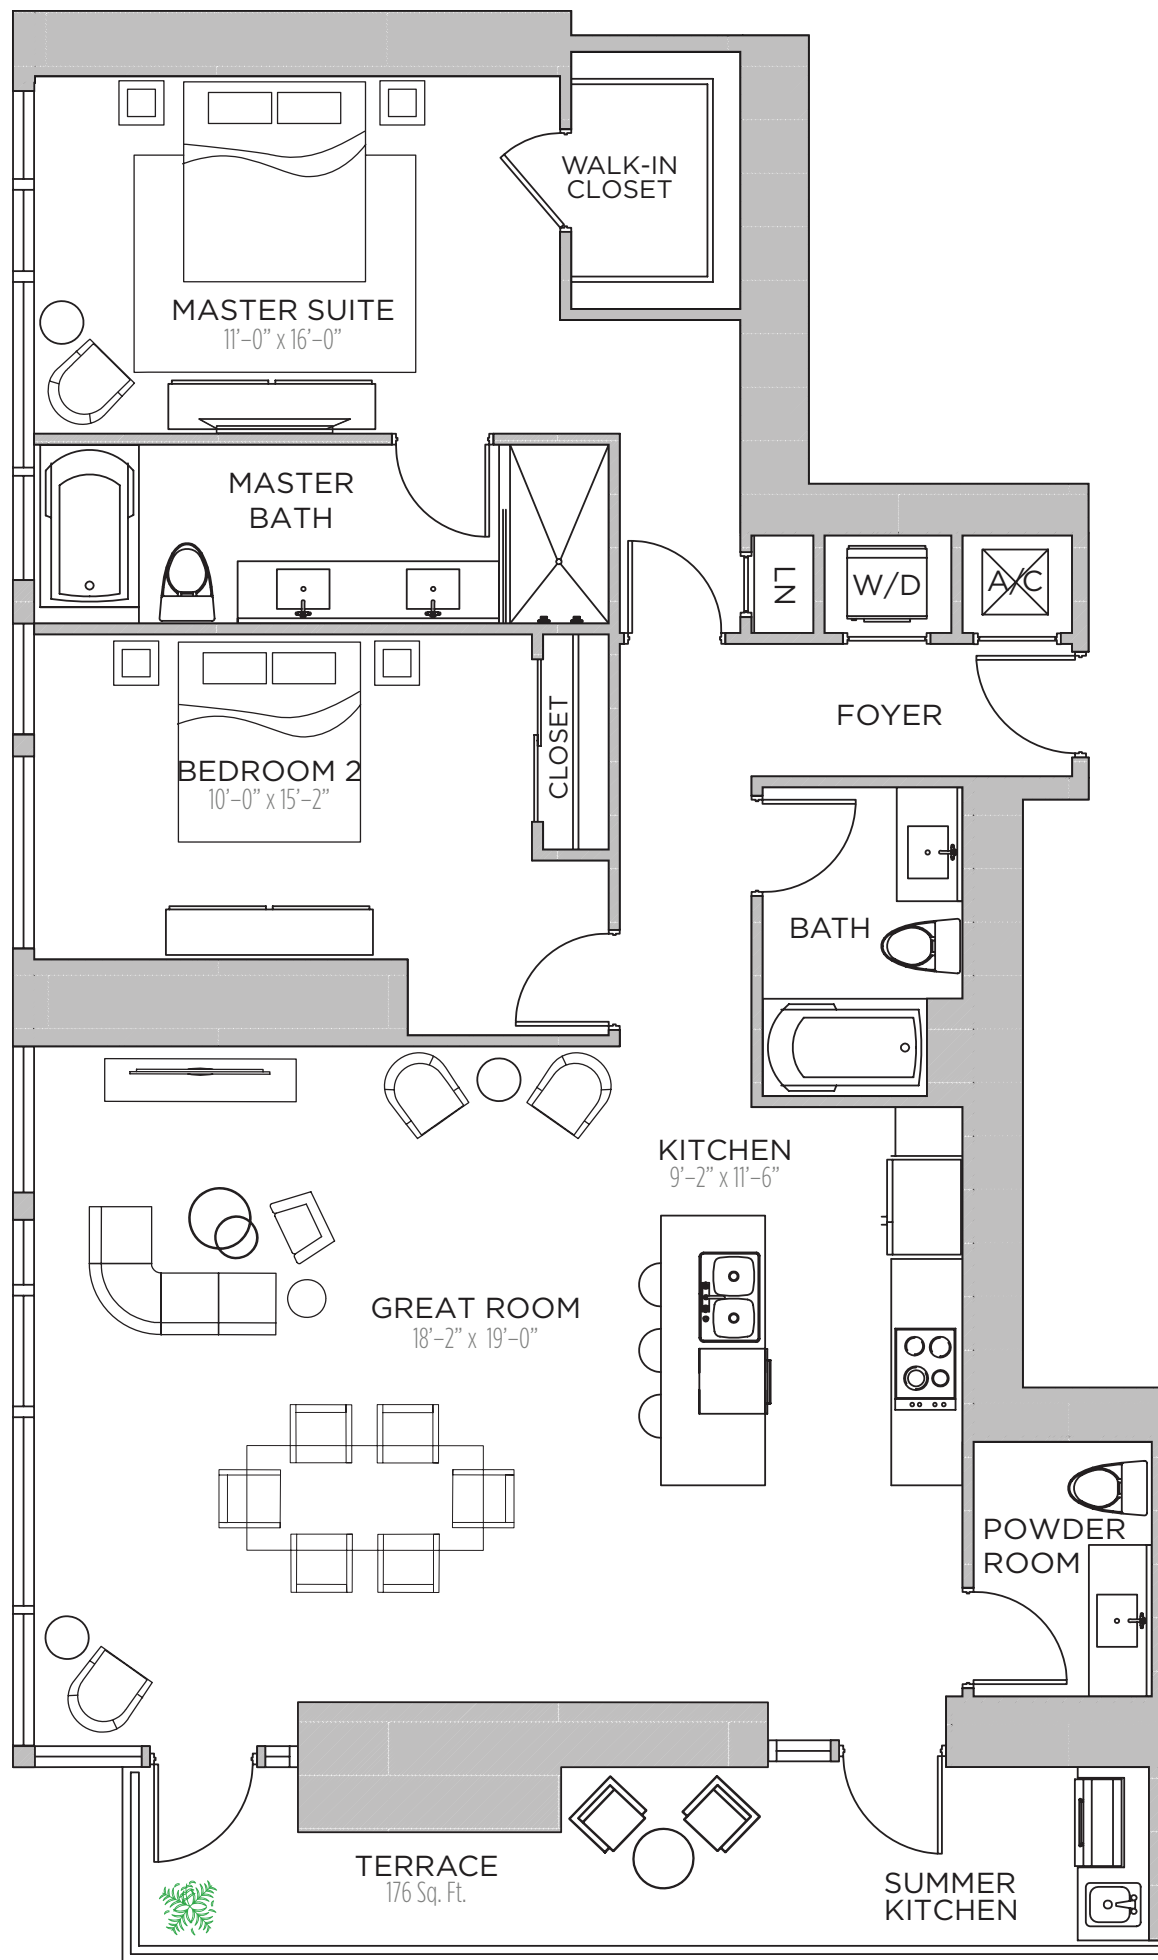 WALK-IN
CLOSET
MASTER SUITE
11'–0" x 16'–0"
MASTER
BATH
LN
W/D
A/C
CLOSET
FOYER
BEDROOM 2
10'–0" x 15'–2"
BATH
KITCHEN
9'–2" x 11'–6"
GREAT ROOM
18'–2" x 19'–0"
POWDER
ROOM
TERRACE
176 Sq. Ft.
SUMMER
KITCHEN